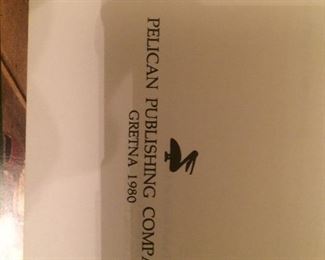 PELICAN PUBLISHING COMPA
GRETNA 1980